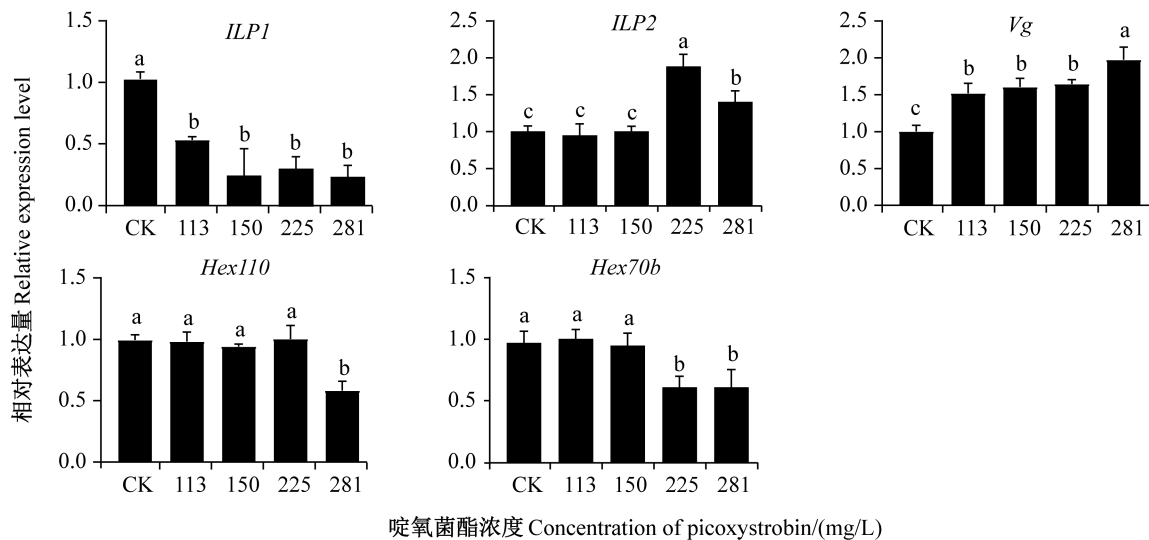 相对表达量 Relative expression level
ILP1
1.5
1.0
0.5
0.0
a
b
b
b
b
CK 113 150 225 281
ILP2
2.5
2.0
1.5
1.0
0.5
0.0
c
c
c
a
b
CK 113 150 225 281
Vg
2.5
2.0
1.5
1.0
0.5
0.0
c
b
b
b
a
CK 113 150 225 281
Hex110
1.5
1.0
0.5
0.0
a
a
a
a
b
CK 113 150 225 281
Hex70b
1.5
1.0
0.5
0.0
a
a
a
b
b
CK 113 150 225 281
啶氧菌酯浓度 Concentration of picoxystrobin/(mg/L)